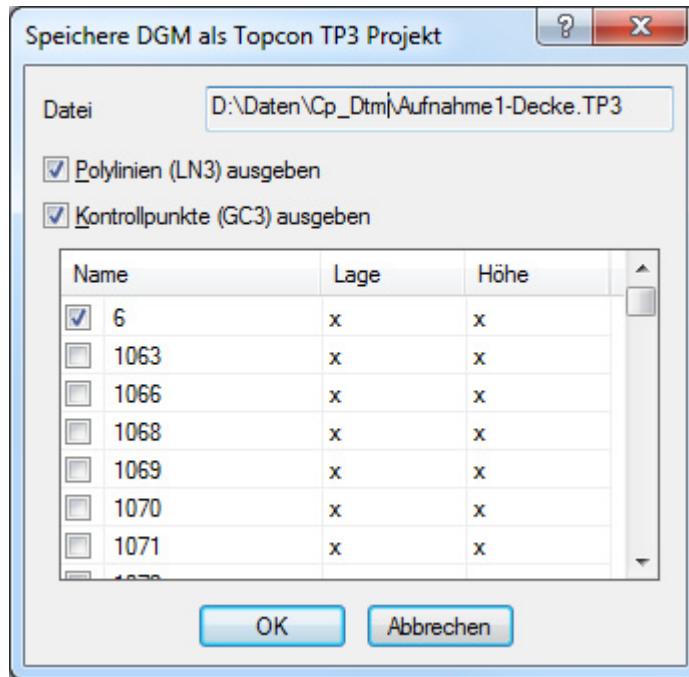 Speichere DGM als Topcon TP3 Projekt
Datei D:\Daten\Cp_Dtm\Aufnahme1-Decke.TP3
Polylinien (LN3) ausgeben
Kontrollpunkte (GC3) ausgeben
Name Lage Höhe
6 x x
1063 x x
1066 x x
1068 x x
1069 x x
1070 x x
1071 x x
OK Abbrechen